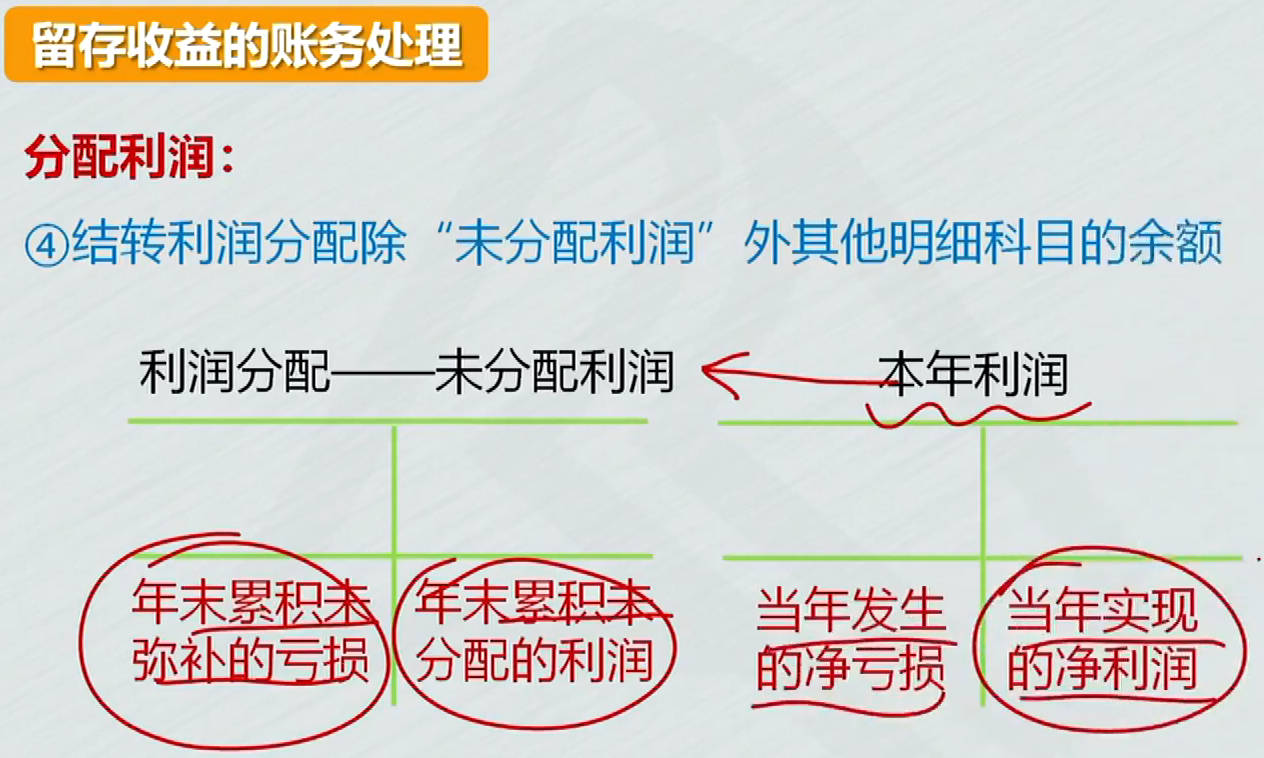 留存收益的账务处理
分配利润：
④结转利润分配除“未分配利润”外其他明细科目的余额
利润分配——未分配利润
本年利润
年末累积未
弥补的亏损
年末累积未
分配的利润
当年发生
的净亏损
当年实现
的净利润